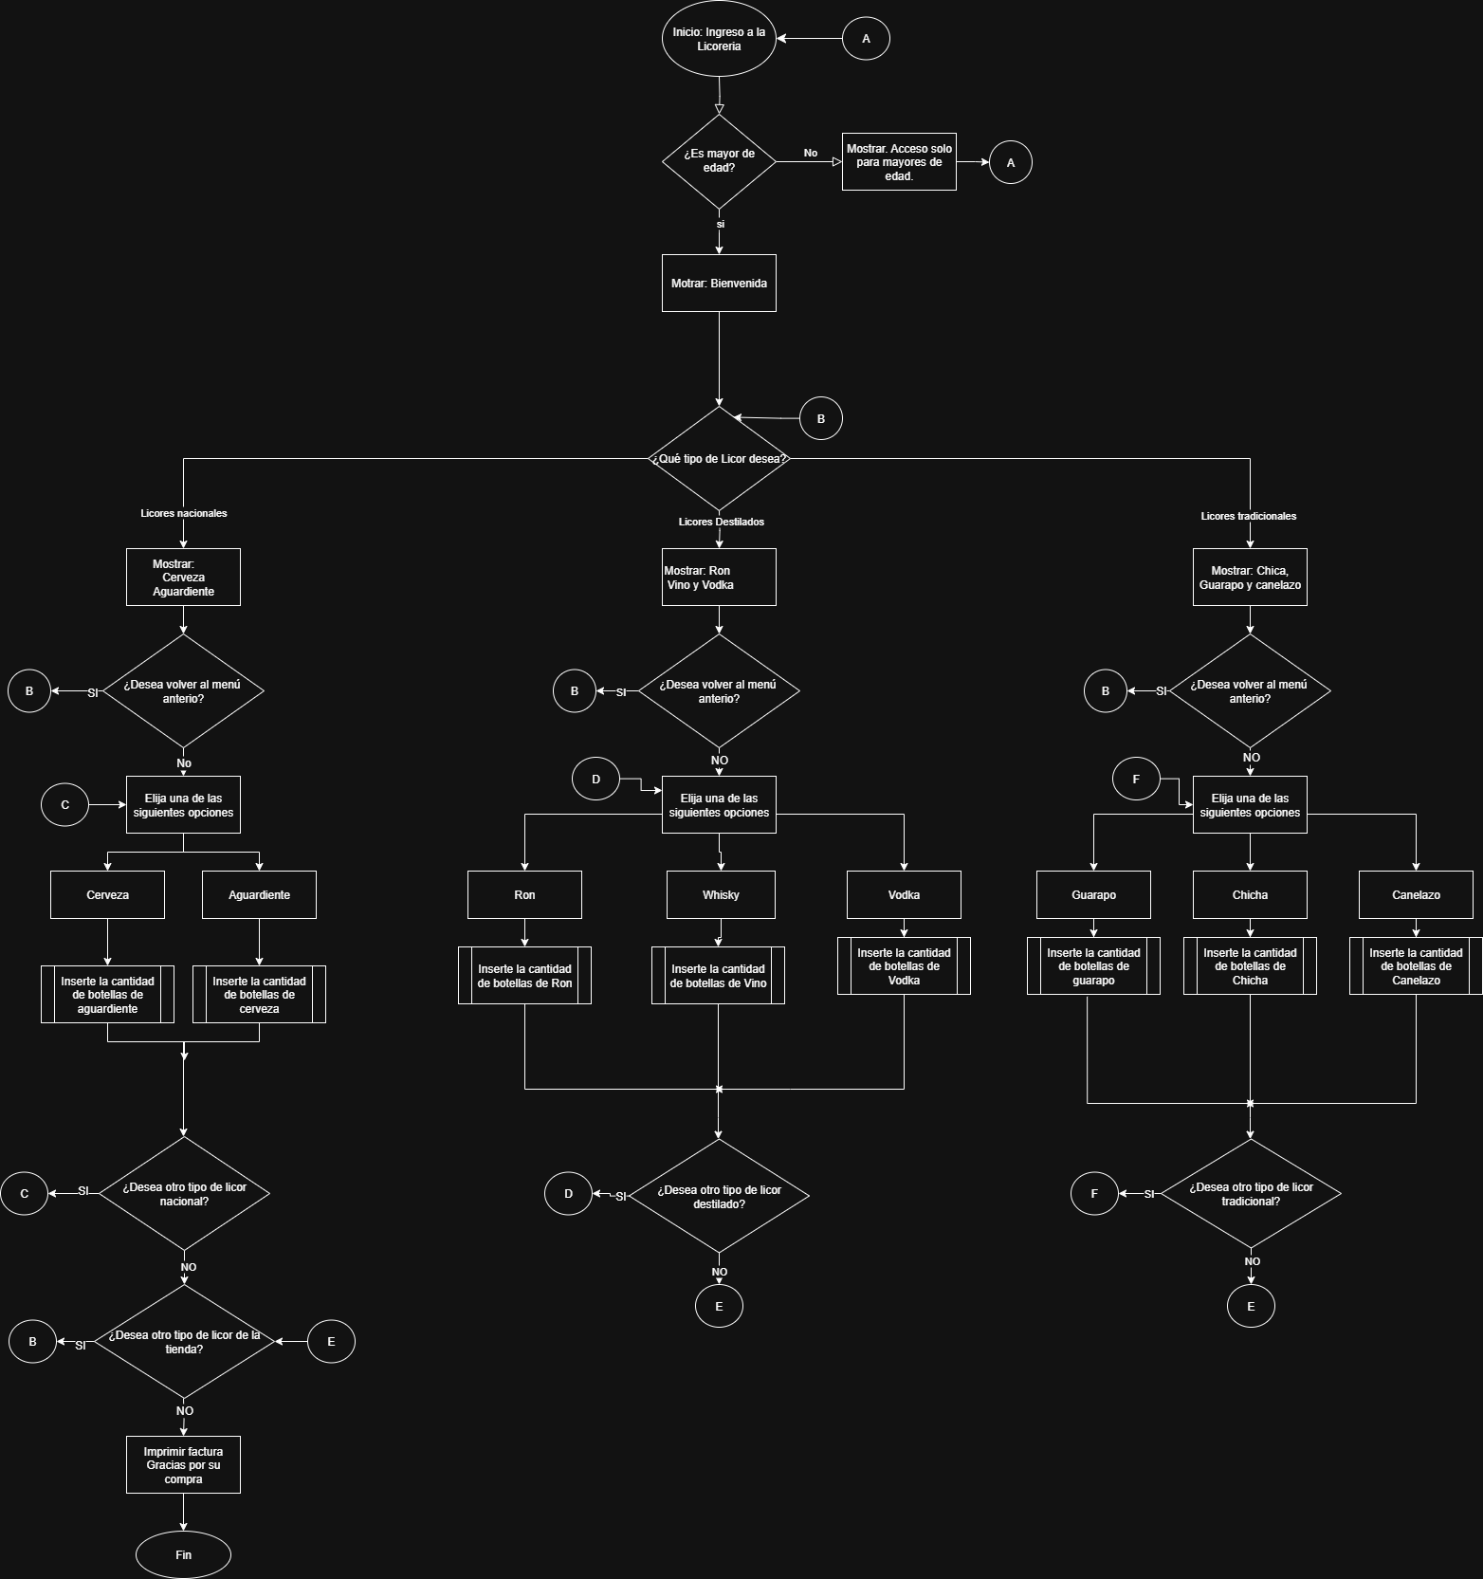 Inicio: Ingreso a la
Licoreria
A
¿Es mayor de
edad?
No
Mostrar. Acceso solo
para mayores de
edad.
A
si
Motrar: Bienvenida
B
¿Qué tipo de Licor desea?
Licores nacionales
Licores Destilados
Licores tradicionales
Mostrar:
Cerveza
Aguardiente
Mostrar: Ron
Vino y Vodka
Mostrar: Chica,
Guarapo y canelazo
B
SI
¿Desea volver al menú
anterio?
B
SI
¿Desea volver al menú
anterio?
B
SI
¿Desea volver al menú
anterio?
No
NO
NO
C
Elija una de las
siguientes opciones
D
Elija una de las
siguientes opciones
F
Elija una de las
siguientes opciones
Cerveza
Aguardiente
Ron
Whisky
Vodka
Guarapo
Chicha
Canelazo
Inserte la cantidad
de botellas de
aguardiente
Inserte la cantidad
de botellas de
cerveza
Inserte la cantidad
de botellas de Ron
Inserte la cantidad
de botellas de Vino
Inserte la cantidad
de botellas de
Vodka
Inserte la cantidad
de botellas de
guarapo
Inserte la cantidad
de botellas de
Chicha
Inserte la cantidad
de botellas de
Canelazo
C
SI
¿Desea otro tipo de licor
nacional?
D
SI
¿Desea otro tipo de licor
destilado?
F
SI
¿Desea otro tipo de licor
tradicional?
NO
NO
NO
E
E
B
SI
¿Desea otro tipo de licor de la
tienda?
E
NO
Imprimir factura
Gracias por su
compra
Fin